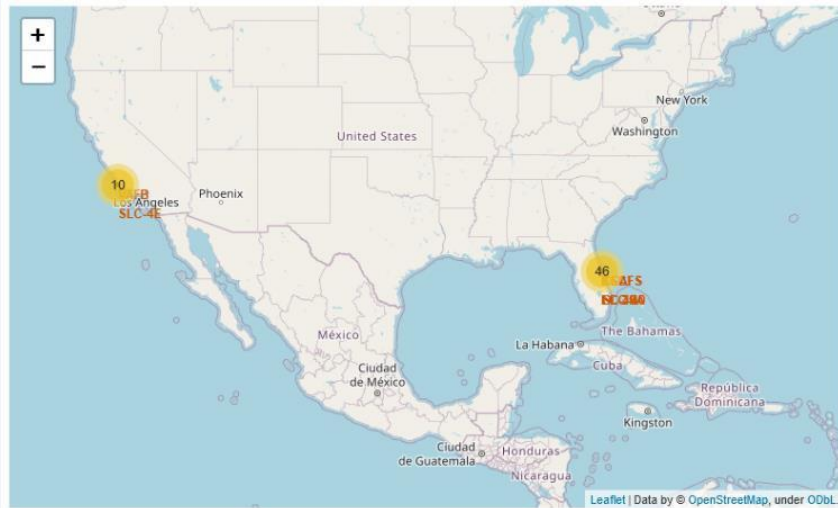 +
−
United States
New York
Washington
10
Los Angeles
SLC-4E
Phoenix
46
México
Ciudad
de México
La Habana
The Bahamas
Cuba
República
Dominicana
Kingston
Ciudad
de Guatemala
Honduras
Nicaragua
Leaflet | Data by © OpenStreetMap, under ODbL.